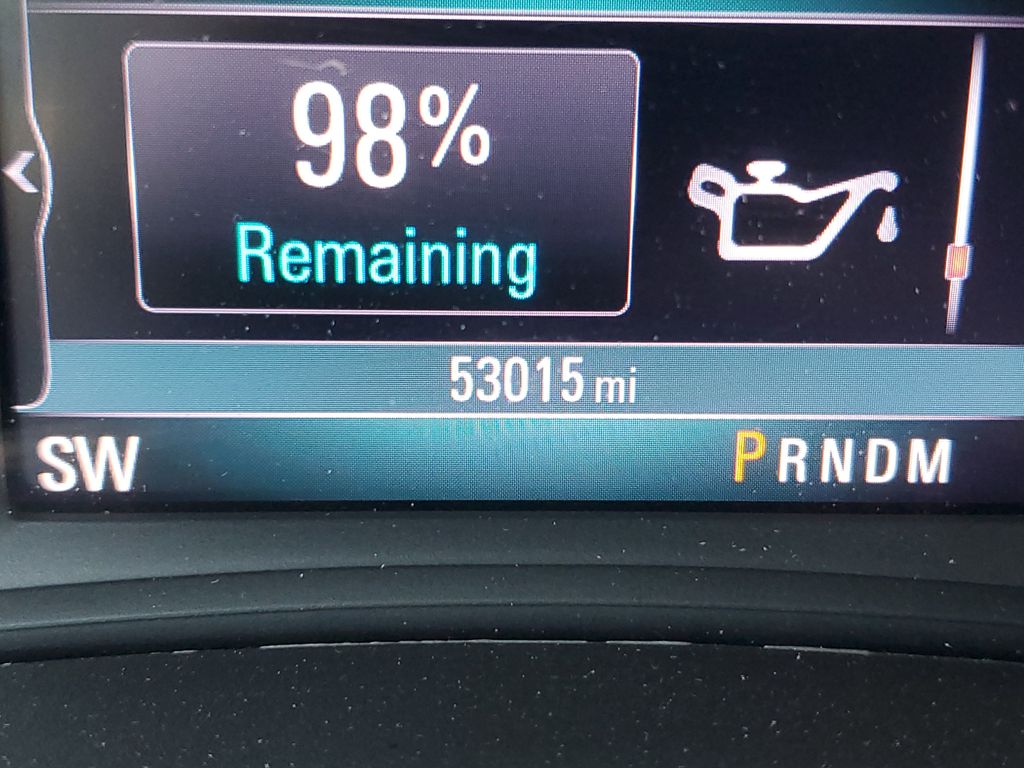 98%
Remaining
53015 mi
SW PRNDM